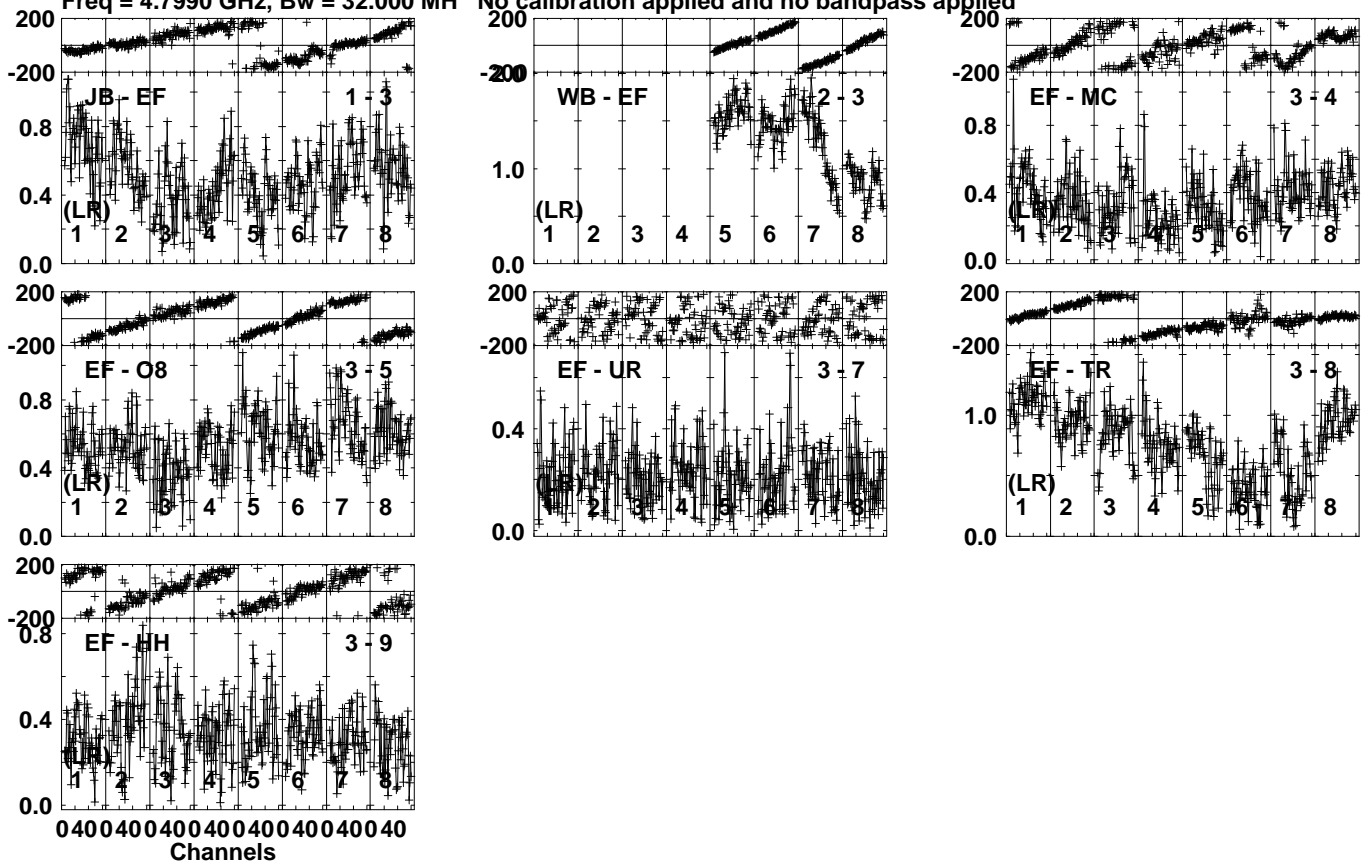 Freq = 4.7990 GHz, Bw = 32.000 MH No calibration applied and no bandpass applied
200
-200
JB - EF 1 - 3
0.8
0.4
(LR)
1 2 3 4 5 6 7 8
0.0
200
-200
2.0
WB - EF 2 - 3
1.0
(LR)
1 2 3 4 5 6 7 8
0.0
200
-200
EF - MC 3 - 4
0.8
0.4
(LR)
1 2 3 4 5 6 7 8
0.0
200
-200
EF - O8 3 - 5
0.8
0.4
(LR)
1 2 3 4 5 6 7 8
0.0
200
-200
EF - UR 3 - 7
0.4
(LR)
1 2 3 4 5 6 7 8
0.0
200
-200
EF - TR 3 - 8
1.0
(LR)
1 2 3 4 5 6 7 8
0.0
200
-200
0.8
EF - HH 3 - 9
0.4
(LR)
1 2 3 4 5 6 7 8
0.0
0 40 0 40 0 40 0 40 0 40 0 40 0 40 0 40
Channels